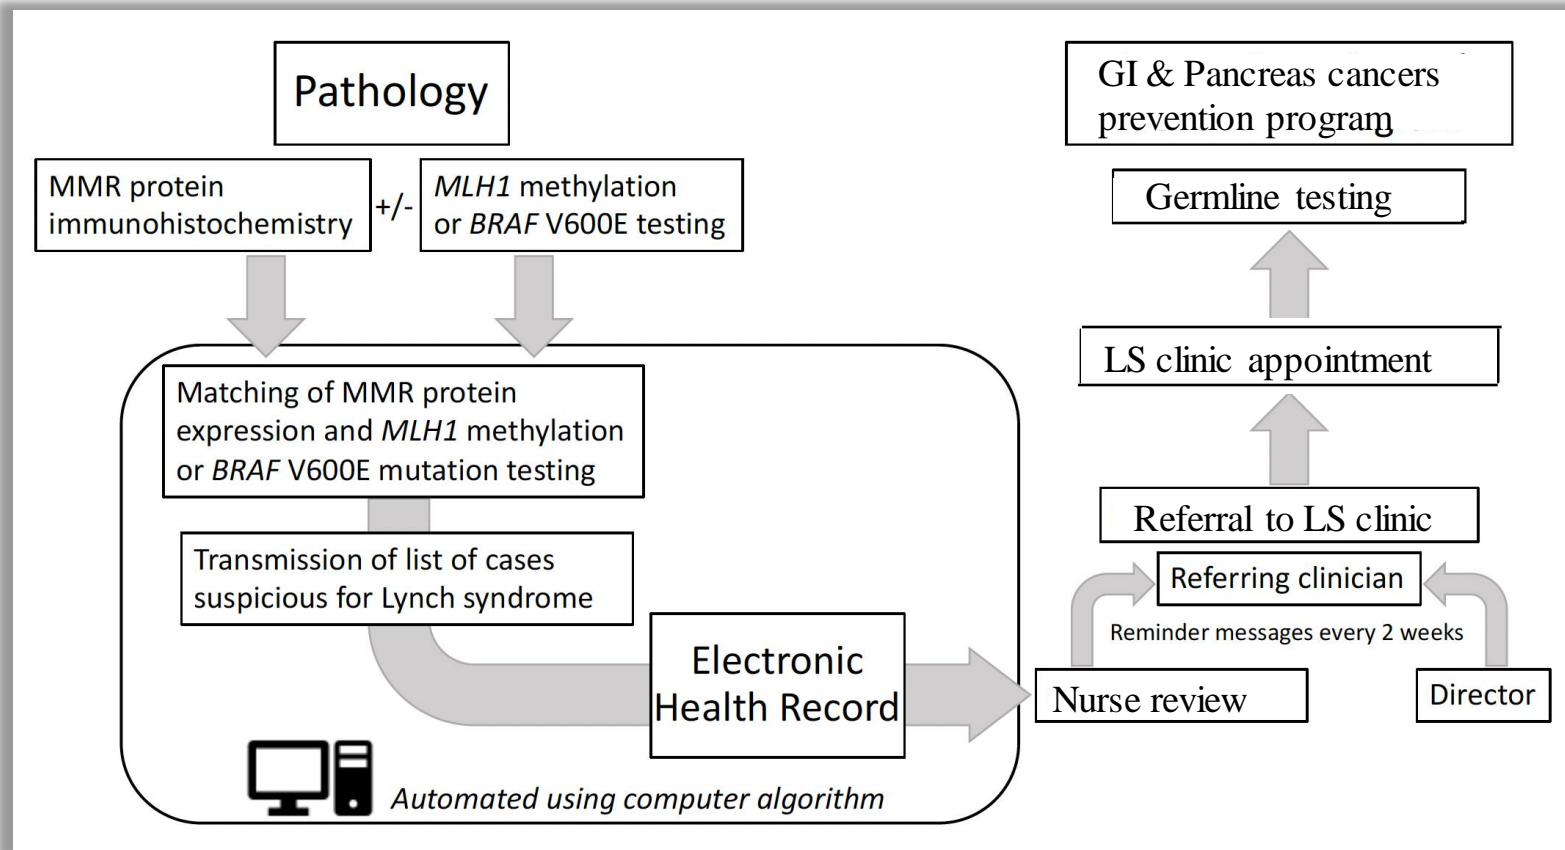 Pathology
MMR protein
immunohistochemistry
+/-
MLH1 methylation
or BRAF V600E testing
Matching of MMR protein
expression and MLH1 methylation
or BRAF V600E mutation testing
Transmission of list of cases
suspicious for Lynch syndrome
Electronic
Health Record
Automated using computer algorithm
GI & Pancreas cancers
prevention program
Germline testing
LS clinic appointment
Referral to LS clinic
Referring clinician
Reminder messages every 2 weeks
Nurse review
Director